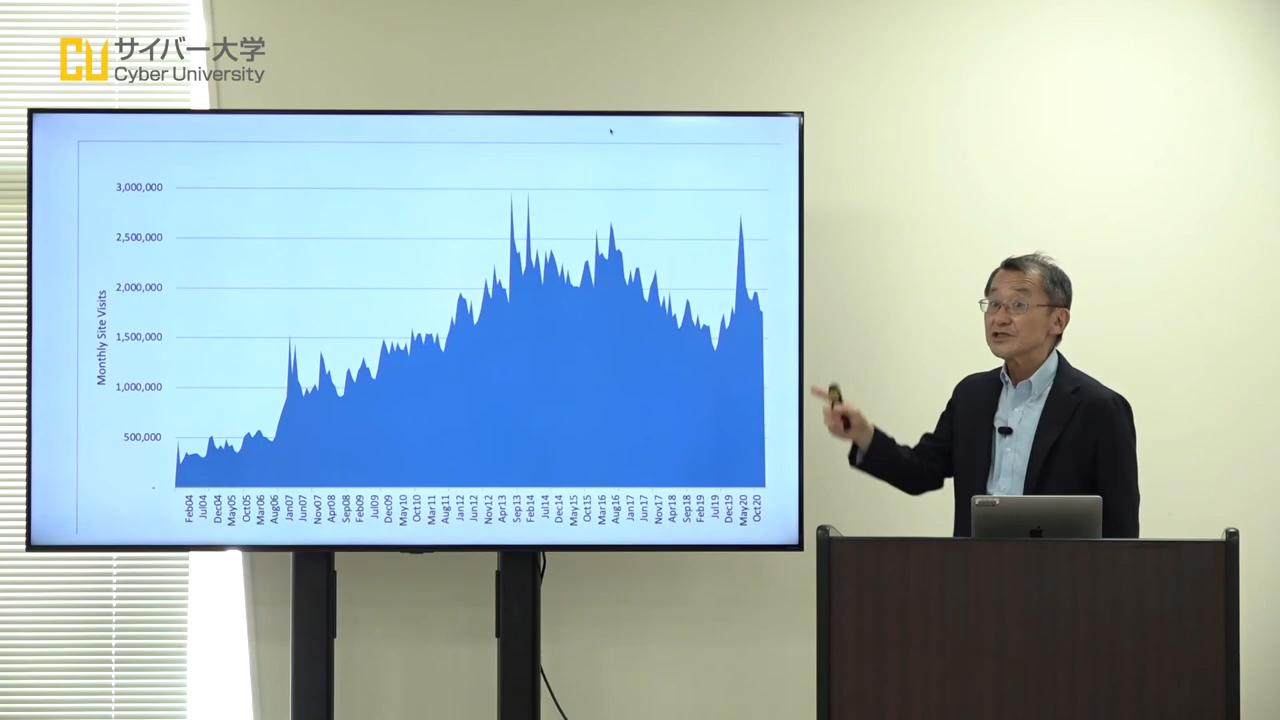 サイバー大学
Cyber University
3,000,000
2,500,000
2,000,000
1,500,000
1,000,000
500,000
-
Monthly Site Visits
Feb04
Jul04
Dec04
May05
Oct05
Mar06
Aug06
Jan07
Jun07
Nov07
Apr08
Sep08
Feb09
Jul09
Dec09
May10
Oct10
Mar11
Aug11
Jan12
Jun12
Nov12
Apr13
Sep13
Feb14
Jul14
Dec14
May15
Oct15
Mar16
Aug16
Jan17
Jun17
Nov17
Apr18
Sep18
Feb19
Jul19
Dec19
May20
Oct20